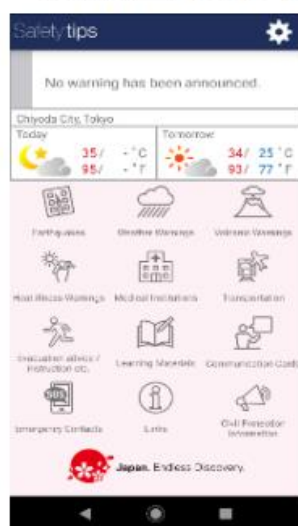 Safety tips
No warning has been announced.
Chiyoda City, Tokyo
Today
Tomorrow
35/ - °C
95/ - °F
34/ 25 °C
93/ 77 °F
Earthquakes
Weather Warnings
Volcanic Warnings
Heat Illness Warnings
Medical Institutions
Transportation
Evacuation advice /
instruction etc.
Learning Materials
Communication Cards
SOS
Emergency Contacts
Links
Civil Protection
Information
Japan. Endless Discovery.